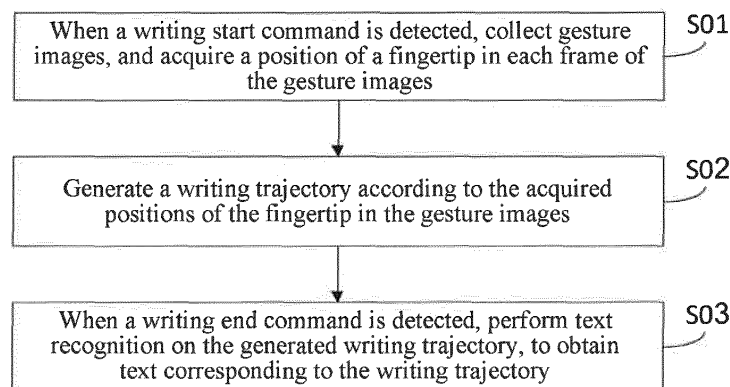 When a writing start command is detected, collect gesture
images, and acquire a position of a fingertip in each frame of
the gesture images
S01
Generate a writing trajectory according to the acquired
positions of the fingertip in the gesture images
S02
When a writing end command is detected, perform text
recognition on the generated writing trajectory, to obtain
text corresponding to the writing trajectory
S03